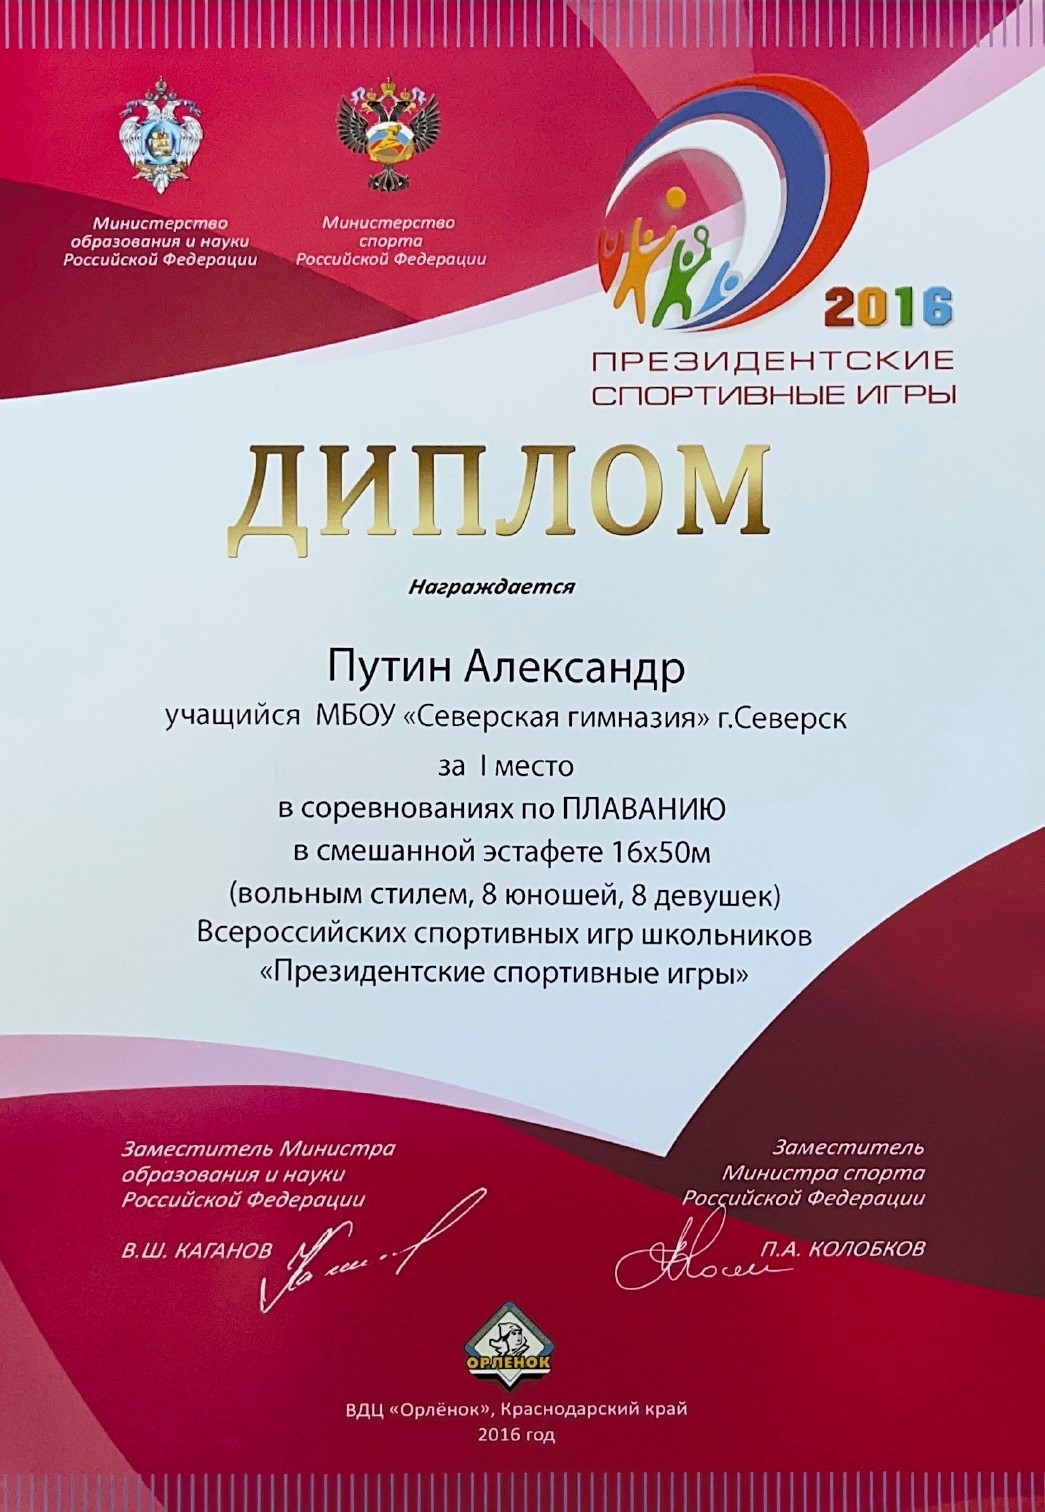 Министерство
образования и науки
Российской Федерации
Министерство
спорта
Российской Федерации
2016
ПРЕЗИДЕНТСКИЕ
СПОРТИВНЫЕ ИГРЫ
ДИПЛОМ
Награждается
Путин Александр
учащийся МБОУ «Северская гимназия» г.Северск
за I место
в соревнованиях по ПЛАВАНИЮ
в смешанной эстафете 16х50м
(вольным стилем, 8 юношей, 8 девушек)
Всероссийских спортивных игр школьников
«Президентские спортивные игры»
Заместитель Министра
образования и науки
Российской Федерации
В.Ш. КАГАНОВ
Заместитель
Министра спорта
Российской Федерации
П.А. КОЛОБКОВ
ОРЛЕНОК
ВДЦ «Орлёнок», Краснодарский край
2016 год